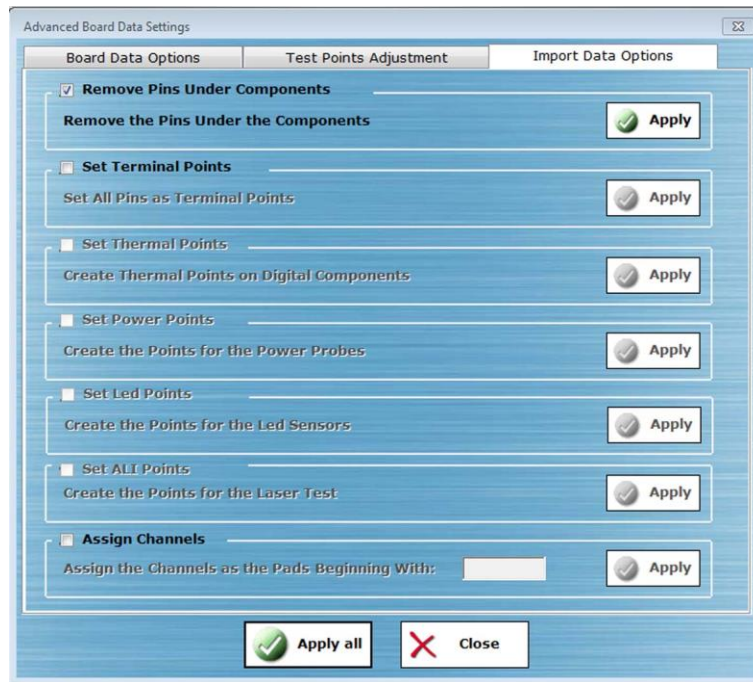 Advanced Board Data Settings
Board Data Options Test Points Adjustment Import Data Options
Remove Pins Under Components
Remove the Pins Under the Components Apply
Set Terminal Points
Set All Pins as Terminal Points Apply
Set Thermal Points
Create Thermal Points on Digital Components Apply
Set Power Points
Create the Points for the Power Probes Apply
Set Led Points
Create the Points for the Led Sensors Apply
Set ALI Points
Create the Points for the Laser Test Apply
Assign Channels
Assign the Channels as the Pads Beginning With: Apply
Apply all Close